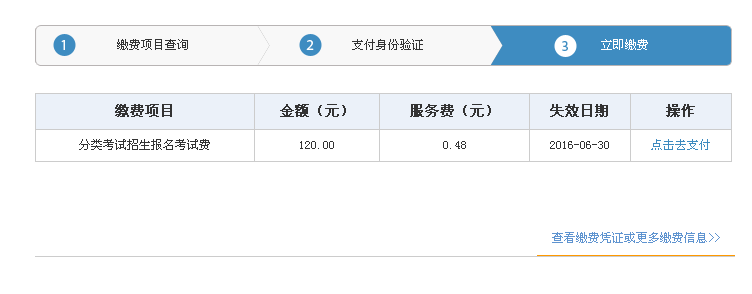 1 缴费项目查询 2 支付身份验证 3 立即缴费
缴费项目 金额（元） 服务费（元） 失效日期 操作
分类考试招生报名考试费 120.00 0.48 2016-06-30 点击去支付
查看缴费凭证或更多缴费信息>>